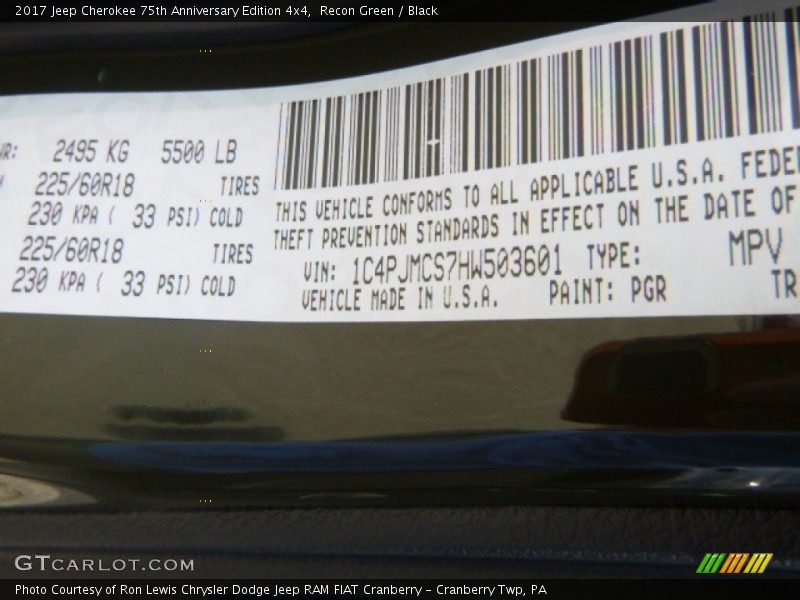 2017 Jeep Cherokee 75th Anniversary Edition 4x4, Recon Green / Black
2495 KG 5500 LB
225/60R18 TIRES
230 KPA ( 33 PSI) COLD
225/60R18 TIRES
230 KPA ( 33 PSI) COLD
THIS VEHICLE CONFORMS TO ALL APPLICABLE U.S.A. FEDE
THEFT PREVENTION STANDARDS IN EFFECT ON THE DATE OF
VIN: 1C4PJMCS7HW503601 TYPE: MPV
VEHICLE MADE IN U.S.A. PAINT: PGR TR
GTCARLOT.COM
Photo Courtesy of Ron Lewis Chrysler Dodge Jeep RAM FIAT Cranberry - Cranberry Twp, PA